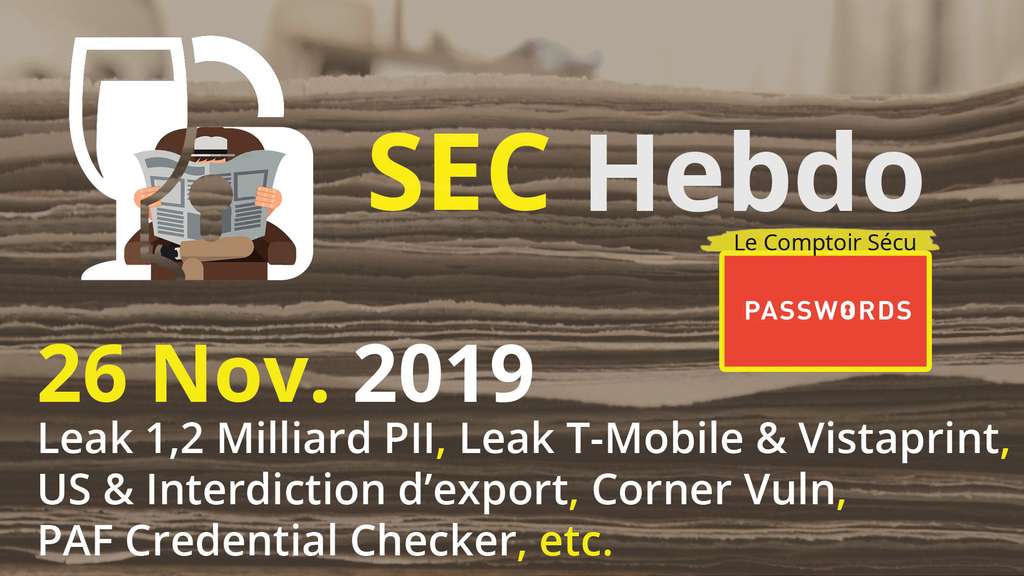 SEC Hebdo
Le Comptoir Sécu
PASSWORDS
26 Nov. 2019
Leak 1,2 Milliard PII, Leak T-Mobile & Vistaprint,
US & Interdiction d’export, Corner Vuln,
PAF Credential Checker, etc.